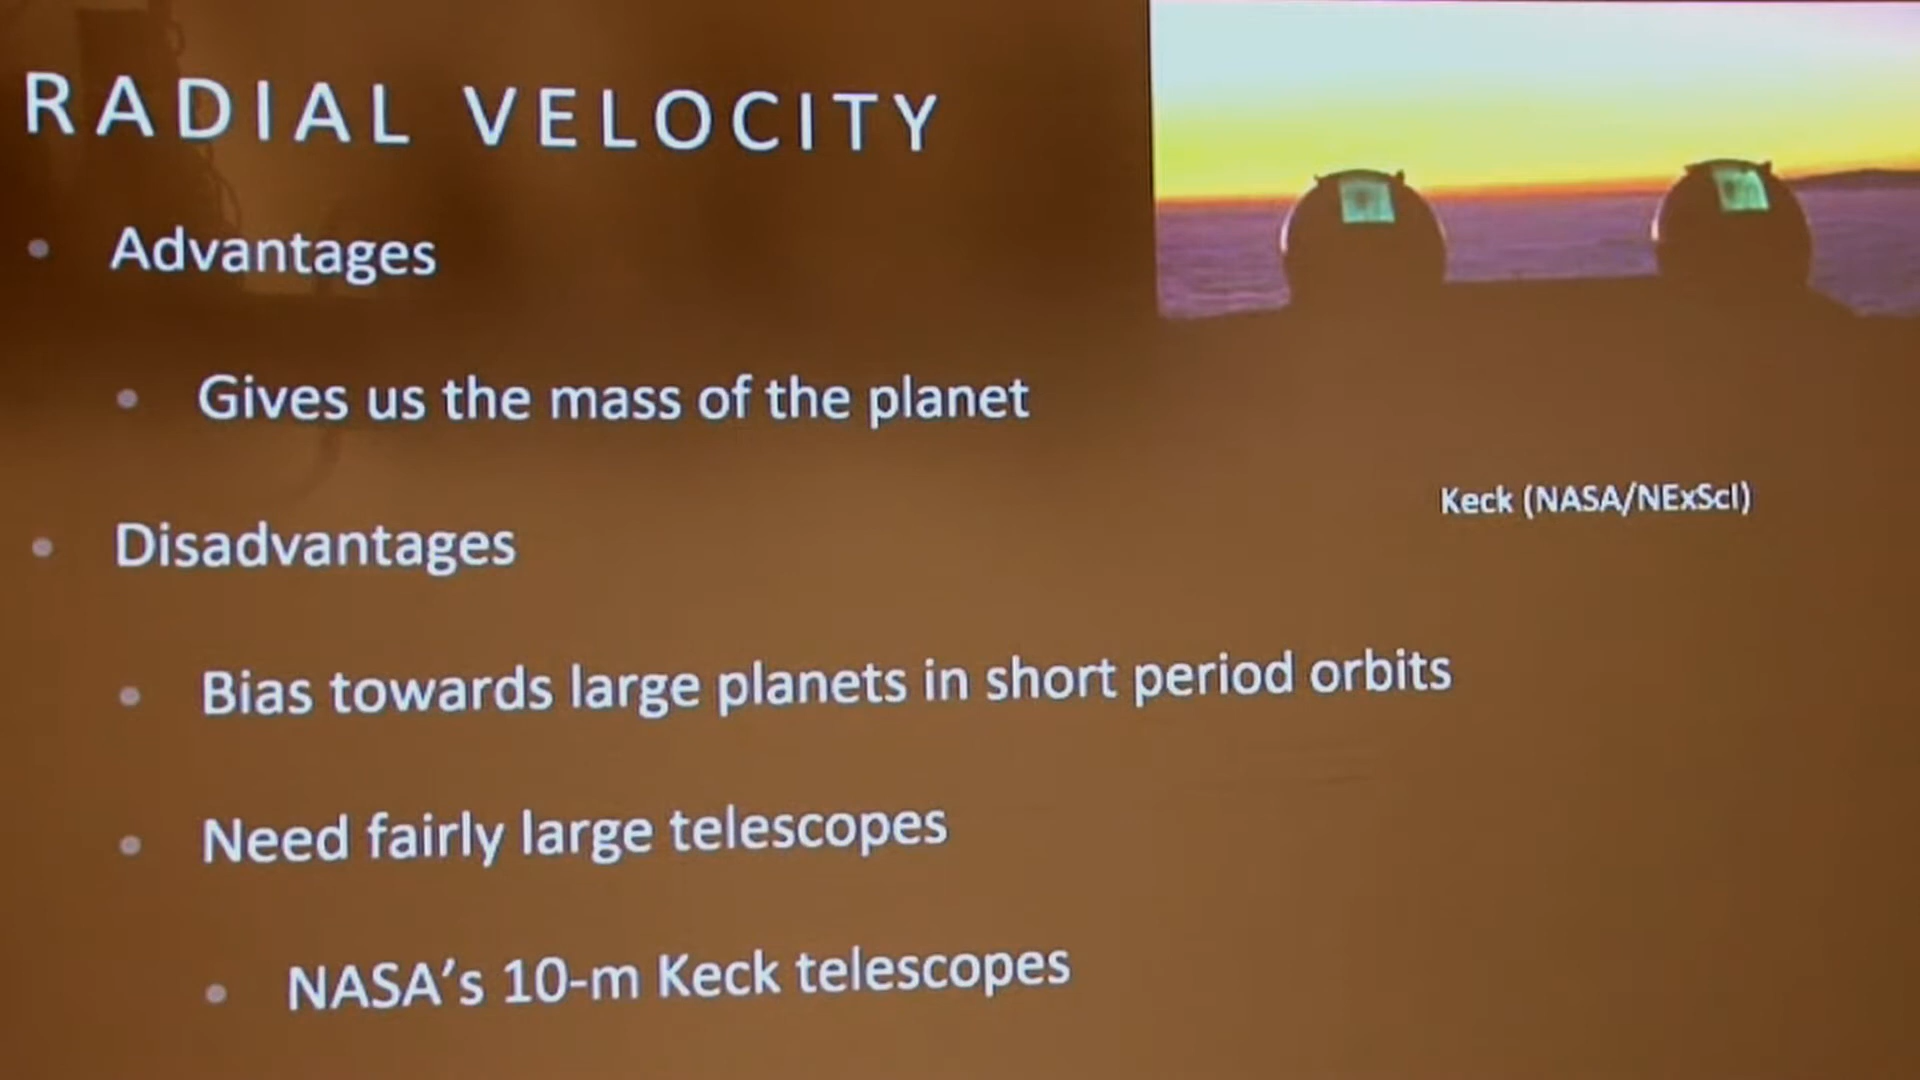 RADIAL VELOCITY
Advantages
Gives us the mass of the planet
Keck (NASA/NExScI)
Disadvantages
Bias towards large planets in short period orbits
Need fairly large telescopes
NASA's 10-m Keck telescopes